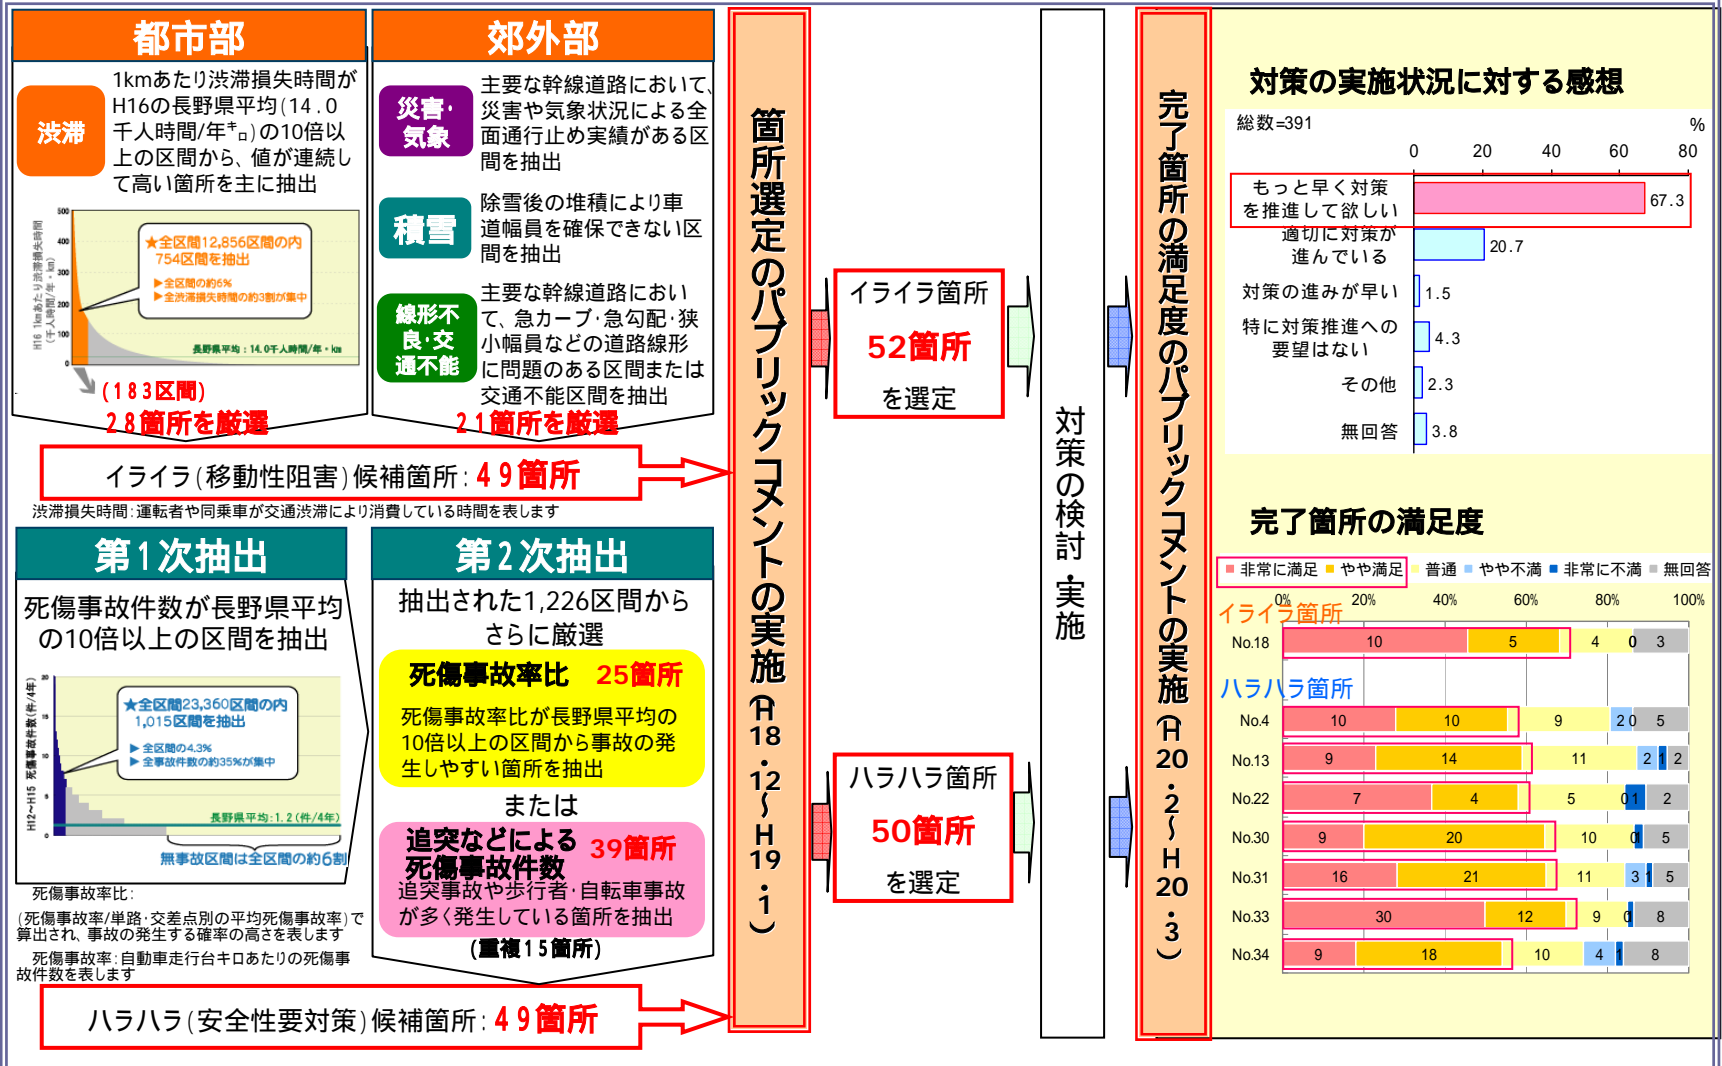 都市部
渋滞
1kmあたり渋滞損失時間が
H16の長野県平均(14.0
千人時間/年㌔)の10倍以
上の区間から、値が連続し
て高い箇所を主に抽出
H16 1kmあたり渋滞損失時間
(千人時間/年・km)
500
400
300
200
100
0
★全区間12,856区間の内
754区間を抽出
▶全区間の約6%
▶全渋滞損失時間の約3割が集中
長野県平均：14.0千人時間/年・km
(183区間)
28箇所を厳選
郊外部
災害・
気象
主要な幹線道路において、
災害や気象状況による全
面通行止め実績がある区
間を抽出
積雪
除雪後の堆積により車
道幅員を確保できない区
間を抽出
線形不
良・交
通不能
主要な幹線道路におい
て、急カーブ・急勾配・狭
小幅員などの道路線形
に問題のある区間または
交通不能区間を抽出
21箇所を厳選
イライラ(移動性阻害)候補箇所：49箇所
渋滞損失時間：運転者や同乗車が交通渋滞により消費している時間を表します
第1次抽出
死傷事故件数が長野県平均
の10倍以上の区間を抽出
H12～H15 死傷事故件数(件/4年)
20
15
10
5
0
★全区間23,360区間の内
1,015区間を抽出
▶ 全区間の4.3%
▶ 全事故件数の約35%が集中
長野県平均：1.2(件/4年)
無事故区間は全区間の約6割
死傷事故率比：
(死傷事故率/単路・交差点別の平均死傷事故率)で
算出され、事故の発生する確率の高さを表します
死傷事故率：自動車走行台キロあたりの死傷事
故件数を表します
第2次抽出
抽出された1,226区間から
さらに厳選
死傷事故率比 25箇所
死傷事故率比が長野県平均の
10倍以上の区間から事故の発
生しやすい箇所を抽出
または
追突などによる
死傷事故件数 39箇所
追突事故や歩行者・自転車事故
が多く発生している箇所を抽出
(重複15箇所)
ハラハラ(安全性要対策)候補箇所：49箇所
箇所選定のパブリックコメントの実施(H18.12～H19.1)
イライラ箇所
52箇所
を選定
ハラハラ箇所
50箇所
を選定
対策の検討・実施
完了箇所の満足度のパブリックコメントの実施(H20.2～H20.3)
対策の実施状況に対する感想
総数=391
%
0 20 40 60 80
もっと早く対策
を推進して欲しい 67.3
適切に対策が
進んでいる 20.7
対策の進みが早い 1.5
特に対策推進への
要望はない 4.3
その他 2.3
無回答 3.8
完了箇所の満足度
非常に満足 やや満足 普通 やや不満 非常に不満 無回答
0% 20% 40% 60% 80% 100%
イライラ箇所
No.18 10 5 4 0 3
ハラハラ箇所
No.4 10 10 9 2 0 5
No.13 9 14 11 2 1 2
No.22 7 4 5 0 1 2
No.30 9 20 10 0 5
No.31 16 21 11 3 1 5
No.33 30 12 9 0 8
No.34 9 18 10 4 1 8